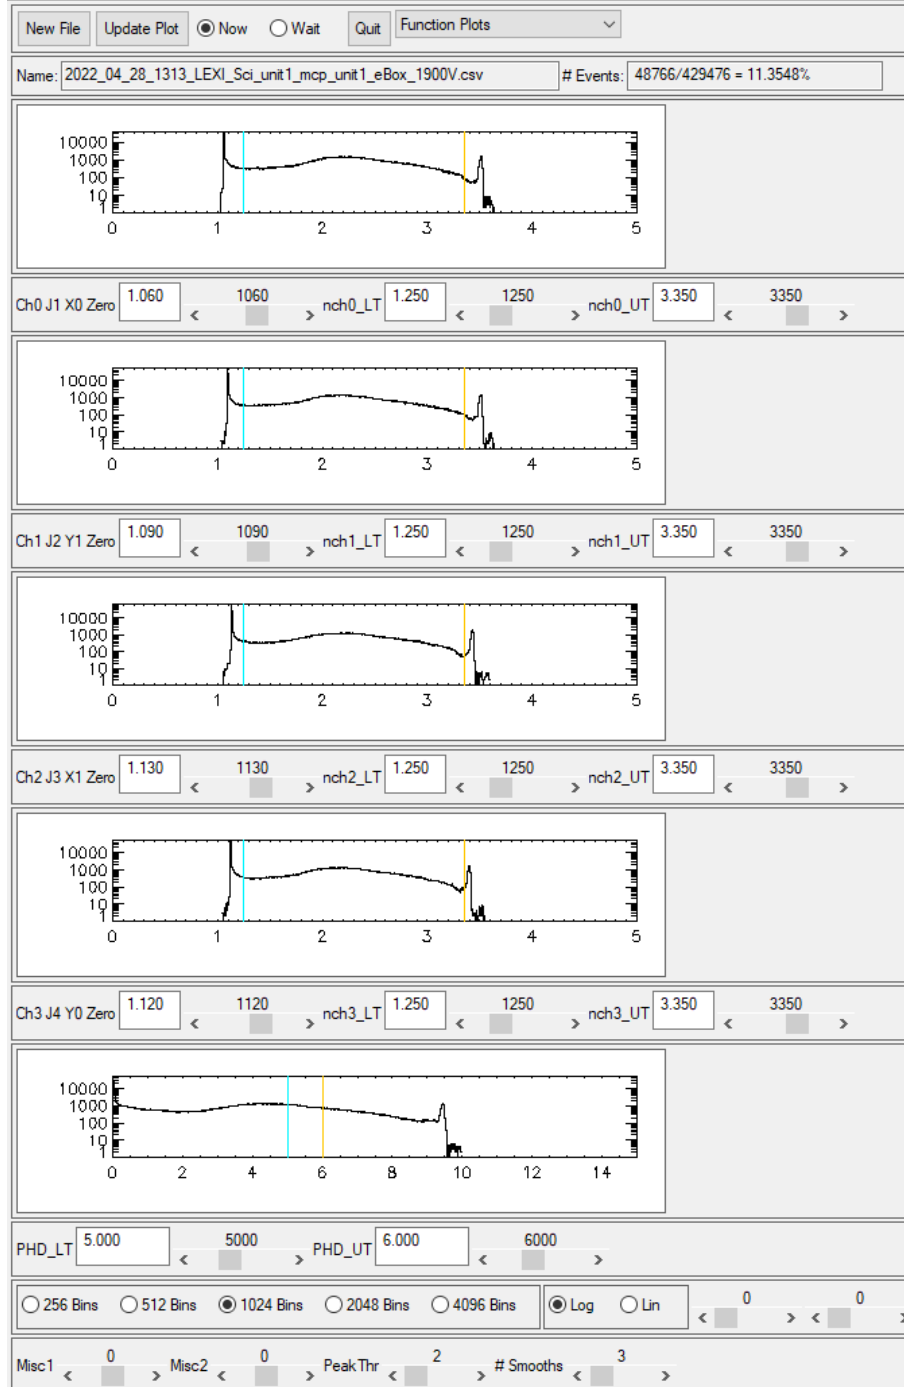 New File Update Plot Now Wait Quit Function Plots
Name: 2022_04_28_1313_LEXI_Sci_unit1_mcp_unit1_eBox_1900V.csv # Events: 48766/429476 = 11.3548%
10000
1000
100
10
1
0 1 2 3 4 5
Ch0 J1 X0 Zero 1.060 1060 nch0_LT 1.250 1250 nch0_UT 3.350 3350
10000
1000
100
10
1
0 1 2 3 4 5
Ch1 J2 Y1 Zero 1.090 1090 nch1_LT 1.250 1250 nch1_UT 3.350 3350
10000
1000
100
10
1
0 1 2 3 4 5
Ch2 J3 X1 Zero 1.130 1130 nch2_LT 1.250 1250 nch2_UT 3.350 3350
10000
1000
100
10
1
0 1 2 3 4 5
Ch3 J4 Y0 Zero 1.120 1120 nch3_LT 1.250 1250 nch3_UT 3.350 3350
10000
1000
100
10
1
0 2 4 6 8 10 12 14
PHD_LT 5.000 5000 PHD_UT 6.000 6000
256 Bins 512 Bins 1024 Bins 2048 Bins 4096 Bins Log Lin 0 0
Misc1 0 Misc2 0 Peak Thr 2 # Smooths 3